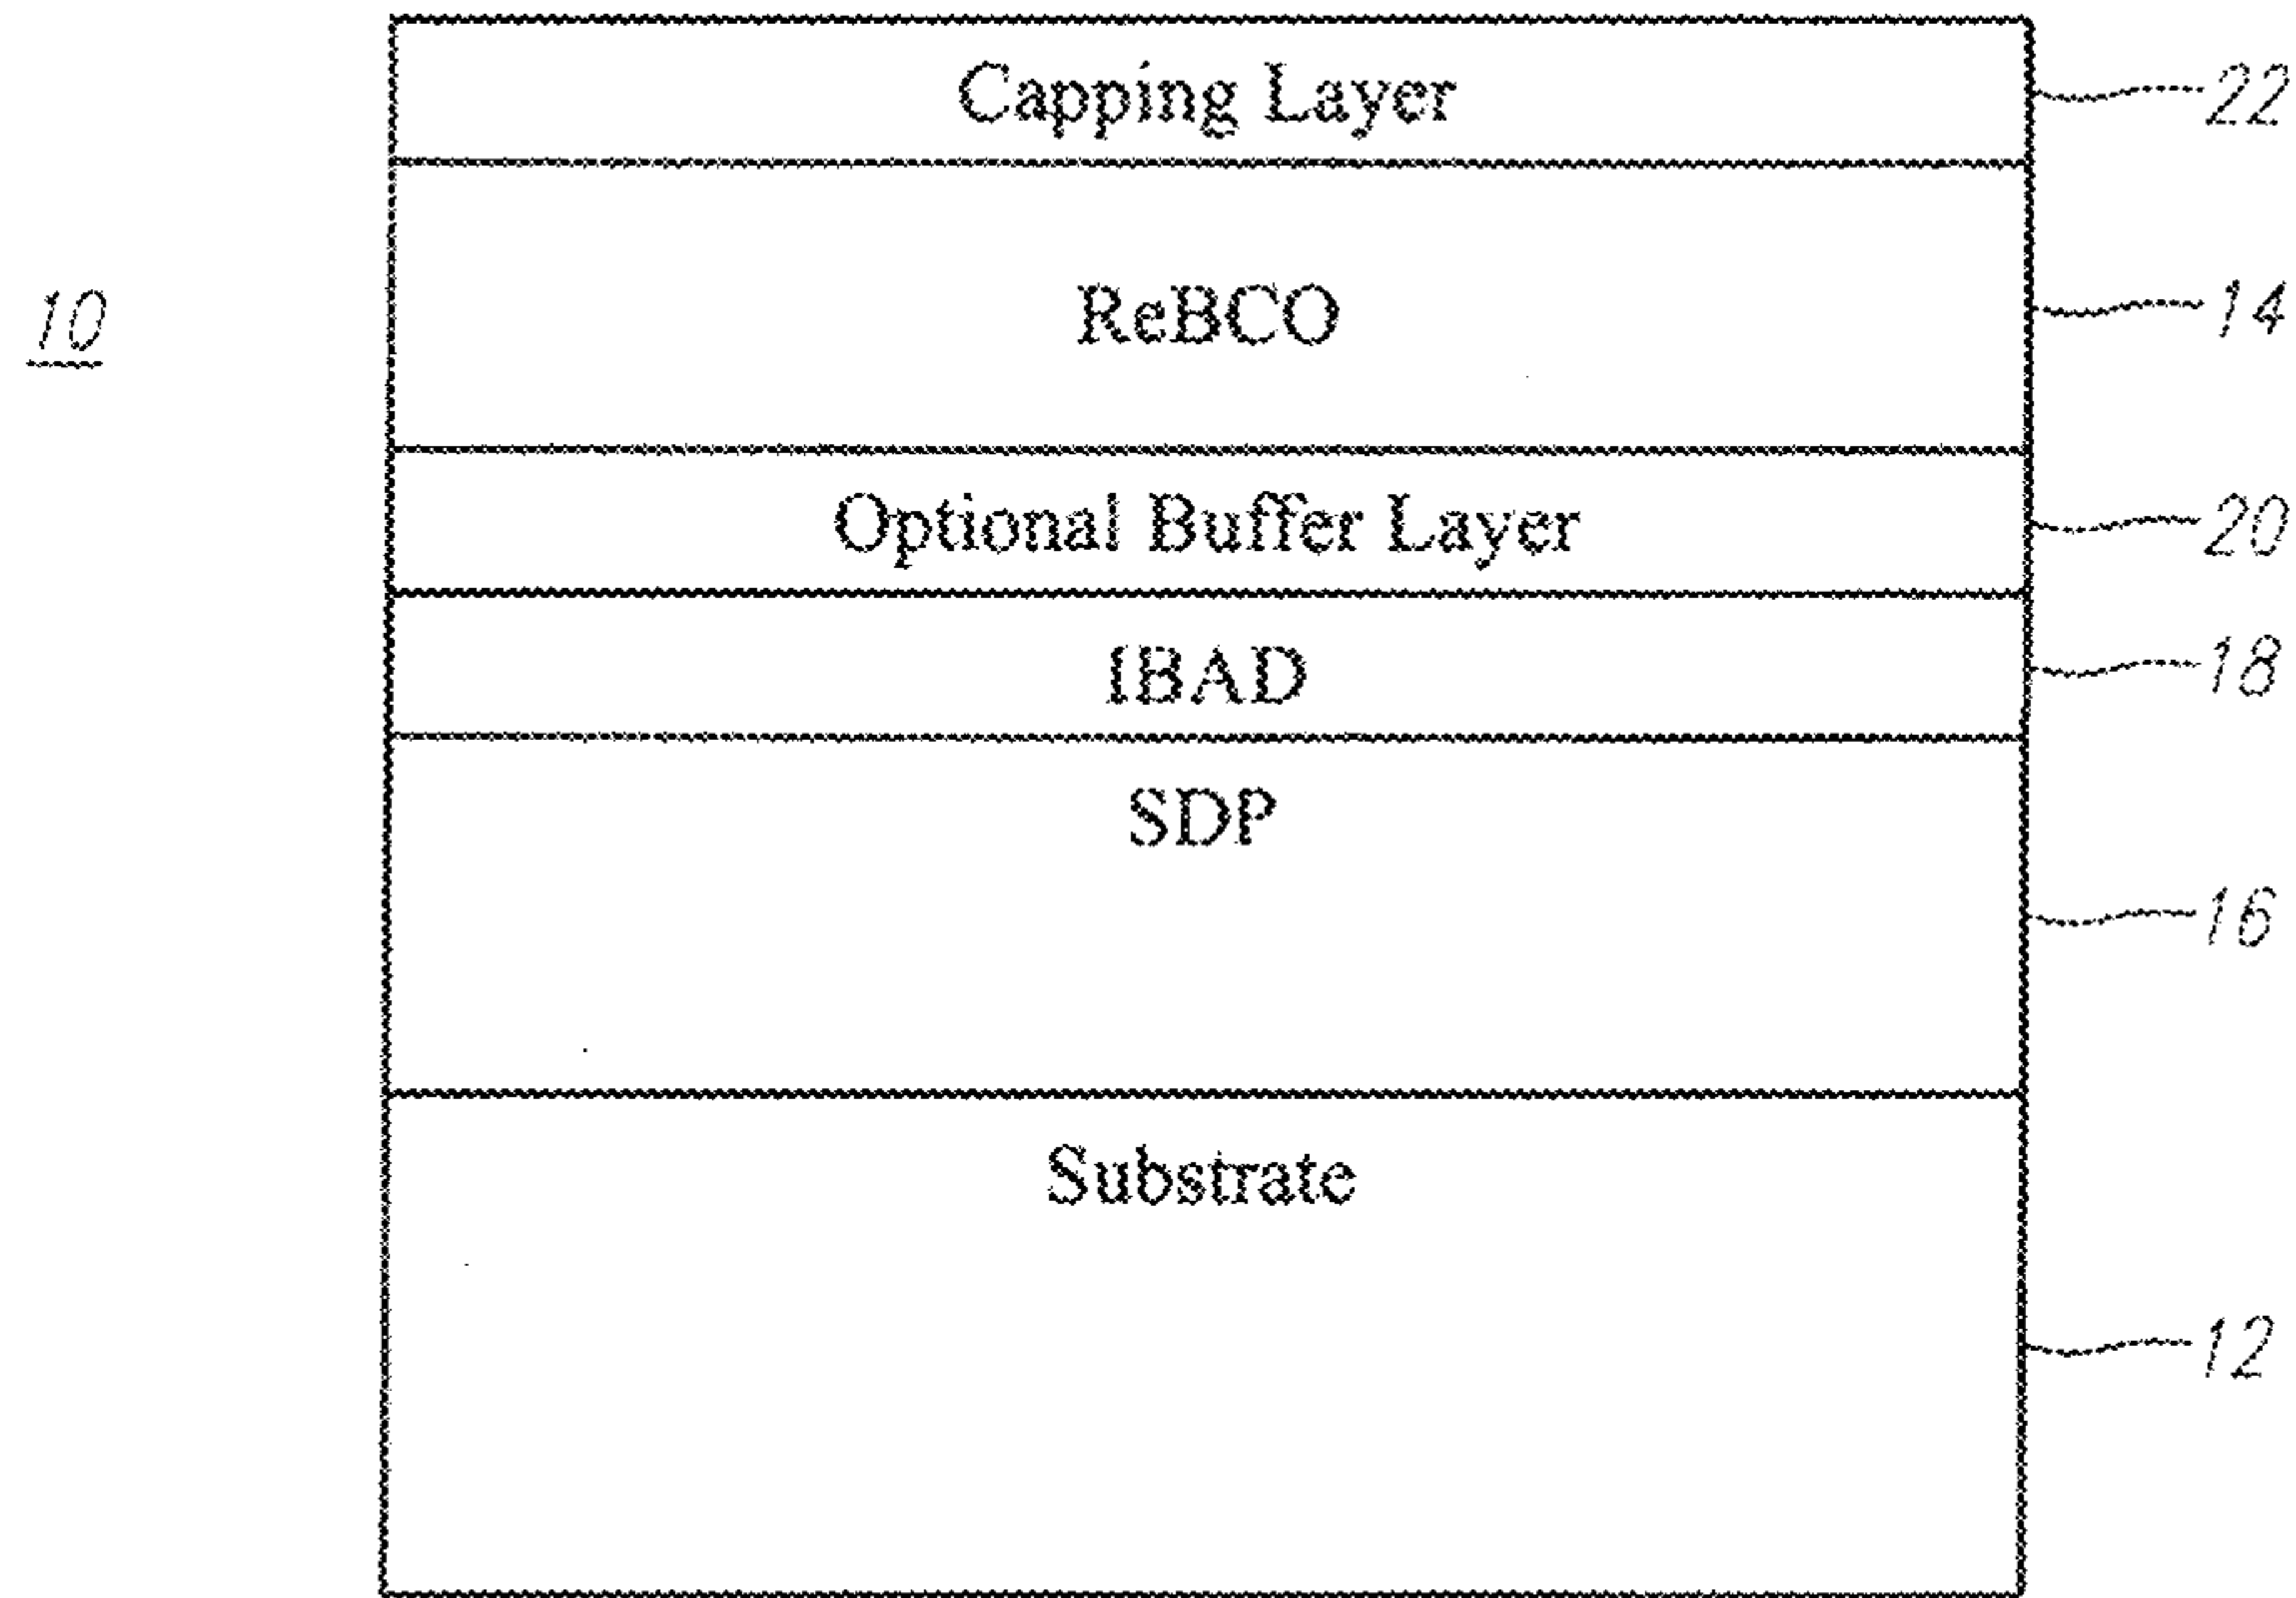 Capping Layer 22
10 ReBCO 14
Optional Buffer Layer 20
IBAD 18
SDP
16
Substrate
12